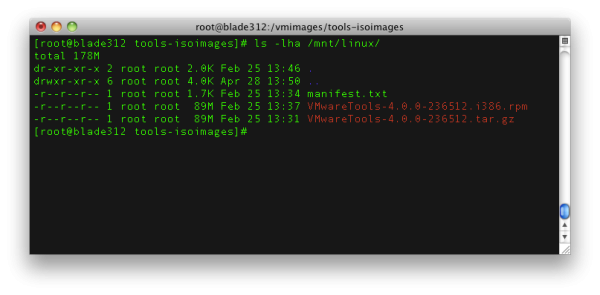 root@blade312:/vmimages/tools-isoimages
[root@blade312 tools-isoimages]# ls -lha /mnt/linux/
total 178M
dr-xr-xr-x 2 root root 2.0K Feb 25 13:46 .
drwxr-xr-x 6 root root 4.0K Apr 28 13:50 ..
-r--r--r-- 1 root root 1.7K Feb 25 13:34 manifest.txt
-r--r--r-- 1 root root  89M Feb 25 13:37 VMwareTools-4.0.0-236512.i386.rpm
-r--r--r-- 1 root root  89M Feb 25 13:31 VMwareTools-4.0.0-236512.tar.gz
[root@blade312 tools-isoimages]#